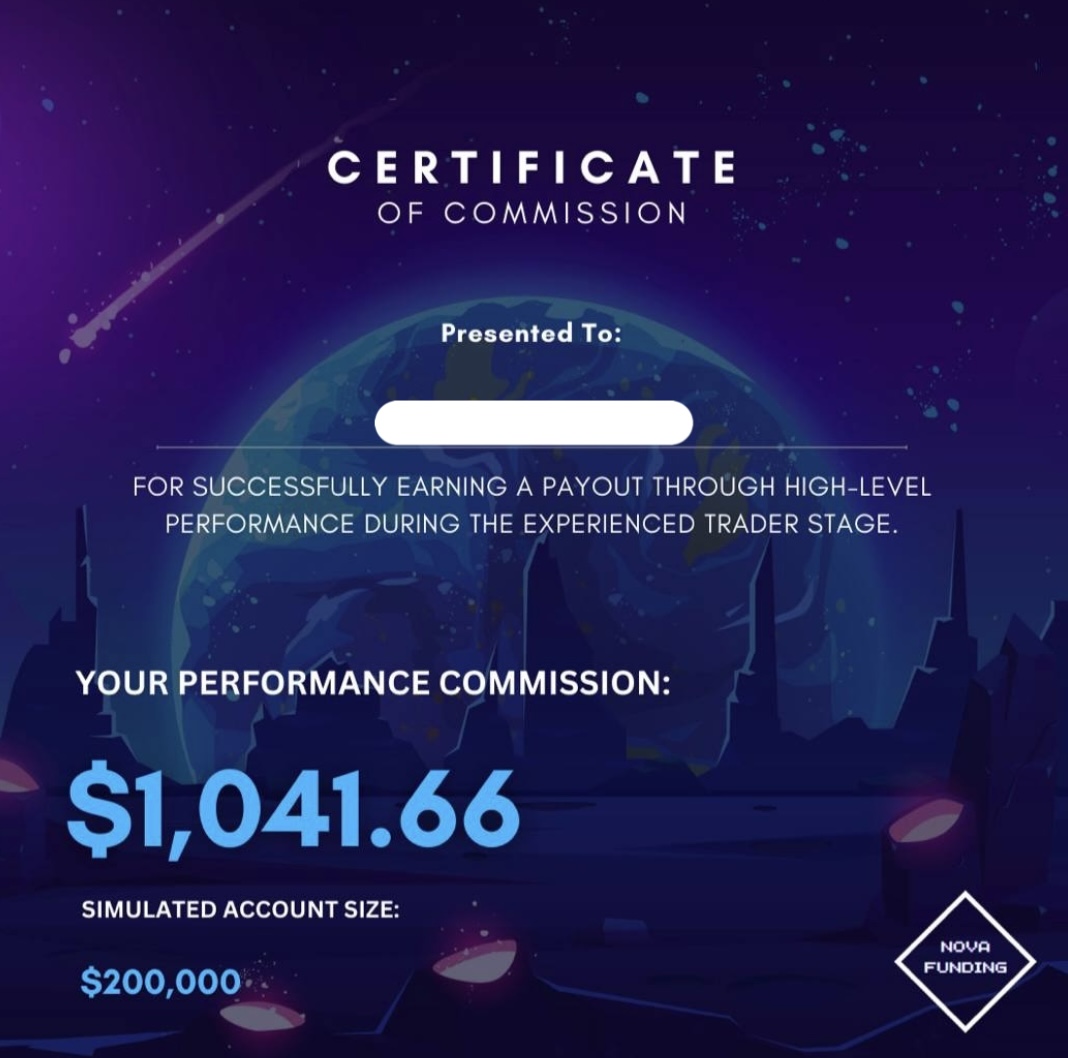 CERTIFICATE
OF COMMISSION
Presented To:
FOR SUCCESSFULLY EARNING A PAYOUT THROUGH HIGH-LEVEL
PERFORMANCE DURING THE EXPERIENCED TRADER STAGE.
YOUR PERFORMANCE COMMISSION:
$1,041.66
SIMULATED ACCOUNT SIZE:
$200,000
NOVA
FUNDING